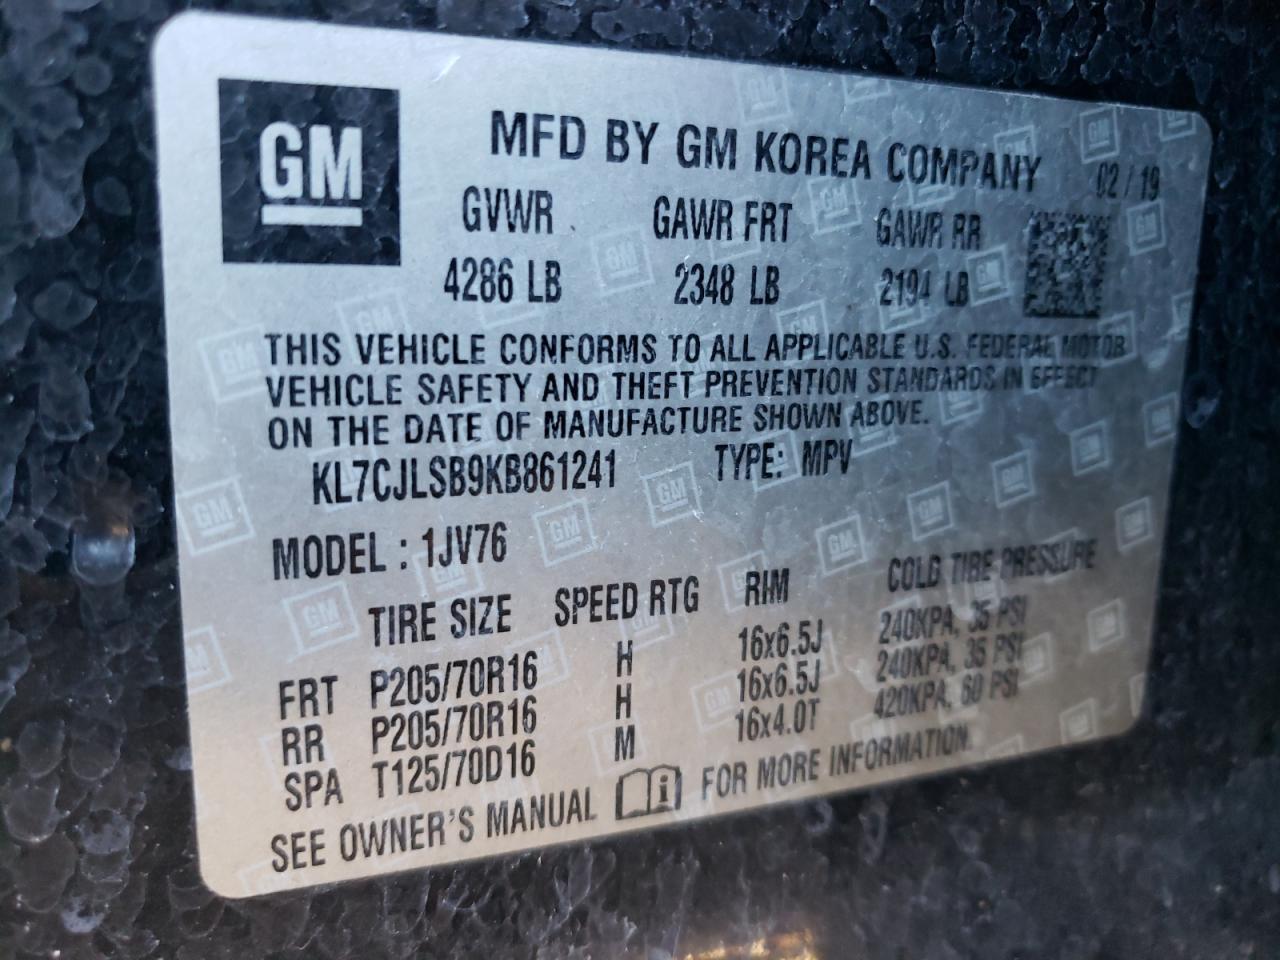 GM
MFD BY GM KOREA COMPANY 02 / 19
GVWR GAWR FRT GAWR RR
4286 LB 2348 LB 2194 LB
THIS VEHICLE CONFORMS TO ALL APPLICABLE U.S. FEDERAL MOTOR
VEHICLE SAFETY AND THEFT PREVENTION STANDARDS IN EFFECT
ON THE DATE OF MANUFACTURE SHOWN ABOVE.
KL7CJLSB9KB861241 TYPE: MPV
MODEL : 1JV76
TIRE SIZE SPEED RTG RIM COLD TIRE PRESSURE
FRT P205/70R16 H 16x6.5J 240KPA, 35 PSI
RR P205/70R16 H 16x6.5J 240KPA, 35 PSI
SPA T125/70D16 M 16x4.0T 420KPA, 60 PSI
SEE OWNER'S MANUAL i FOR MORE INFORMATION.